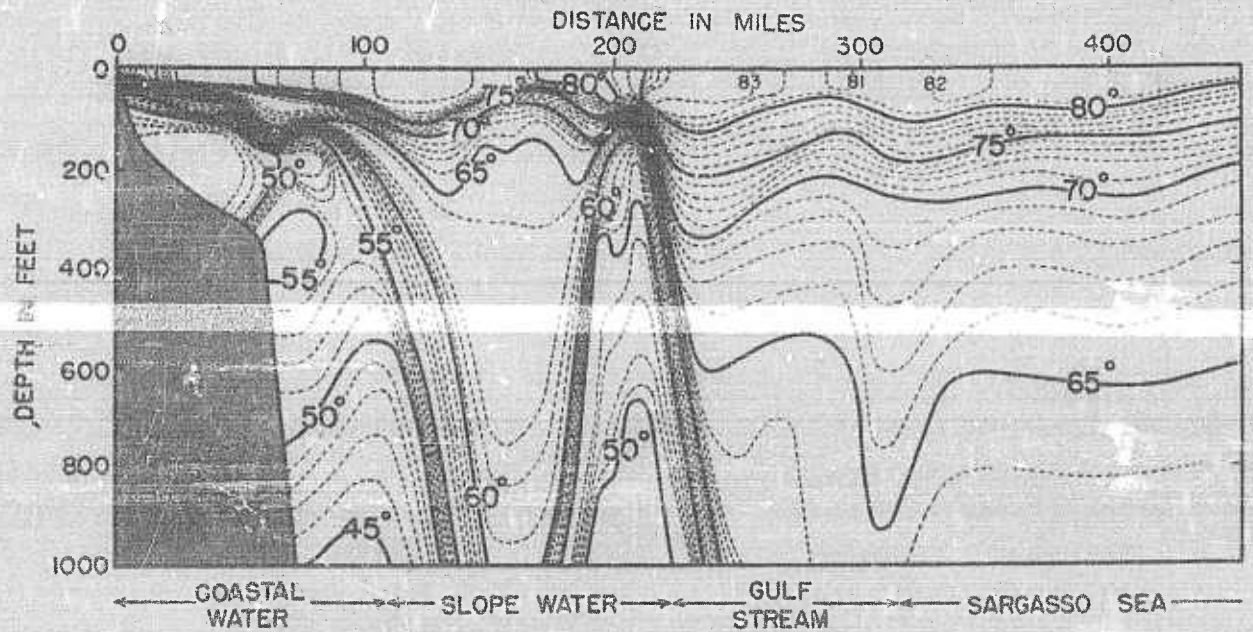 DISTANCE IN MILES
0 100 200 300 400
0
200
400
600
800
1000
DEPTH IN FEET
80° 83 81 82 80°
75° 75°
70° 70°
65°
50°
60°
55° 55°
65°
50° 50°
60°
45°
COASTAL WATER
SLOPE WATER
GULF STREAM
SARGASSO SEA